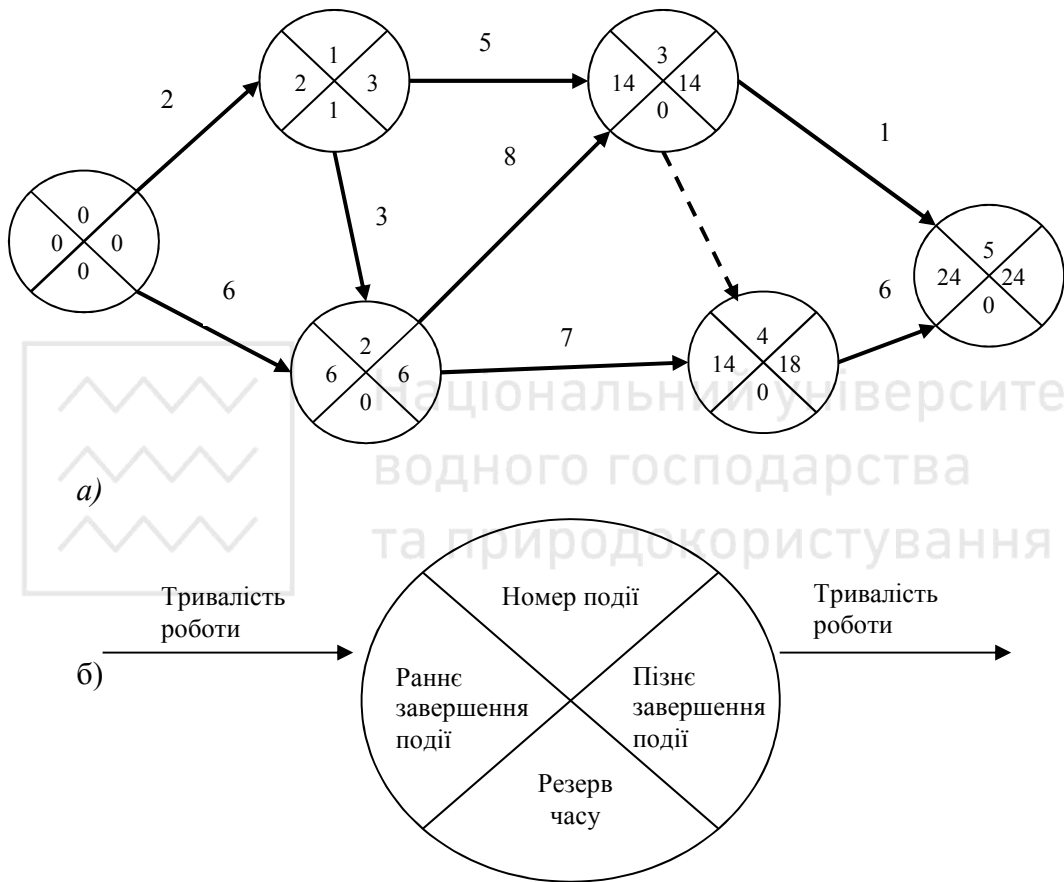 1
5
3
2
2 3
14 14
1
0
1
8
0
3
0 0
5
0
6
6
24 24
2
7
4
0
6 6
14 18
0
0
Національний університе
а)
водного господарства
та природокористування
Тривалість
роботи
Номер події
Тривалість
роботи
б)
Раннє
завершення
події
Пізнє
завершення
події
Резерв
часу